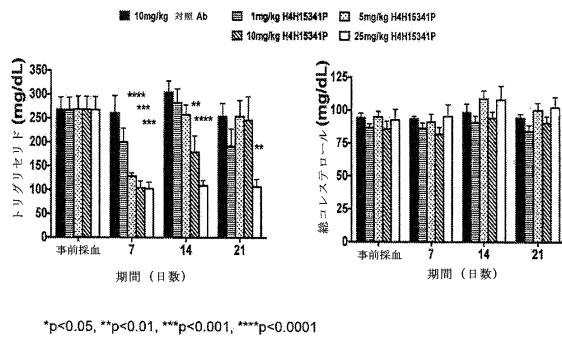 10mg/kg 対照 Ab
1mg/kg H4H15341P
5mg/kg H4H15341P
10mg/kg H4H15341P
25mg/kg H4H15341P
トリグリセリド (mg/dL)
350
300
250
200
150
100
50
0
****
***
***
**
****
**
事前採血
7
14
21
期間 (日数)
総コレステロール (mg/dL)
125
100
75
50
25
0
事前採血
7
14
21
期間 (日数)
*p<0.05, **p<0.01, ***p<0.001, ****p<0.0001